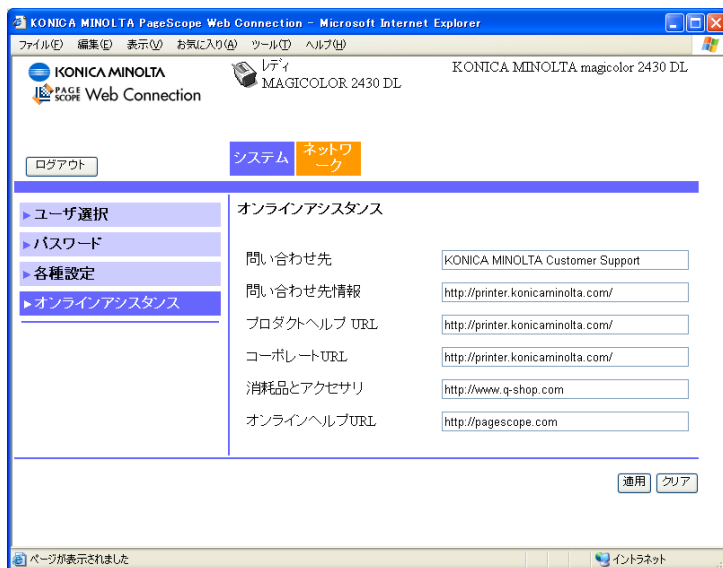 KONICA MINOLTA PageScope Web Connection - Microsoft Internet Explorer
ファイル(F) 編集(E) 表示(V) お気に入り(A) ツール(T) ヘルプ(H)
KONICA MINOLTA
PAGE SCOPE Web Connection
レディ
MAGICOLOR 2430 DL
KONICA MINOLTA magicolor 2430 DL
ログアウト
システム
ネットワ
ーク
ユーザ選択
パスワード
各種設定
オンラインアシスタンス
オンラインアシスタンス
問い合わせ先 KONICA MINOLTA Customer Support
問い合わせ先情報 http://printer.konicaminolta.com/
プロダクトヘルプ URL http://printer.konicaminolta.com/
コーポレートURL http://printer.konicaminolta.com/
消耗品とアクセサリ http://www.q-shop.com
オンラインヘルプURL http://pagescope.com
適用 クリア
ページが表示されました イントラネット